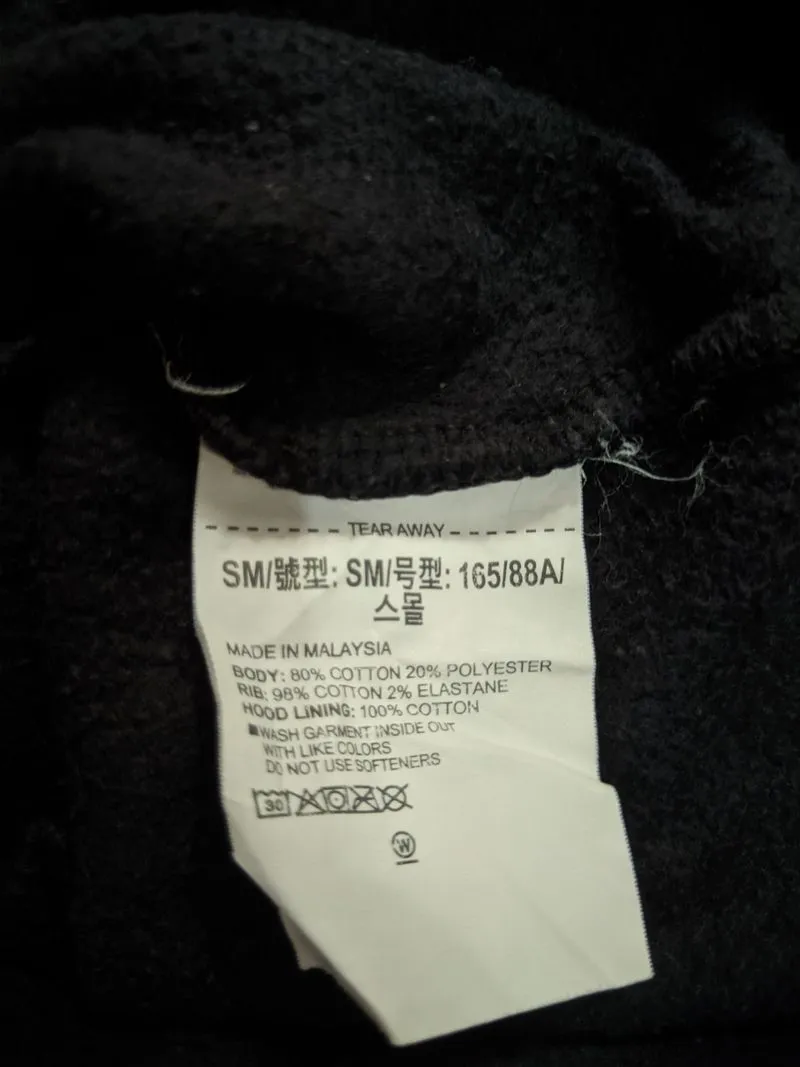 TEAR AWAY
SM/號型: SM/号型: 165/88A/
스몰
MADE IN MALAYSIA
BODY: 80% COTTON 20% POLYESTER
RIB: 98% COTTON 2% ELASTANE
HOOD LINING: 100% COTTON
WASH GARMENT INSIDE OUT
WITH LIKE COLORS
DO NOT USE SOFTENERS
30
W